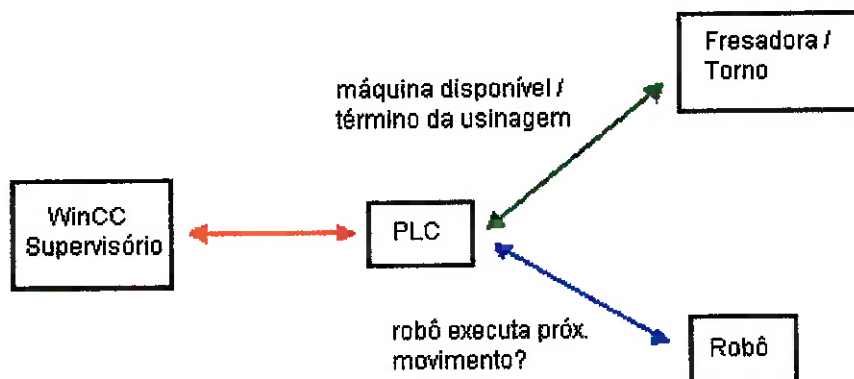 Fresadora /
Torno
máquina disponível /
término da usinagem
WinCC
Supervisório
PLC
robô executa próx.
movimento?
Robô